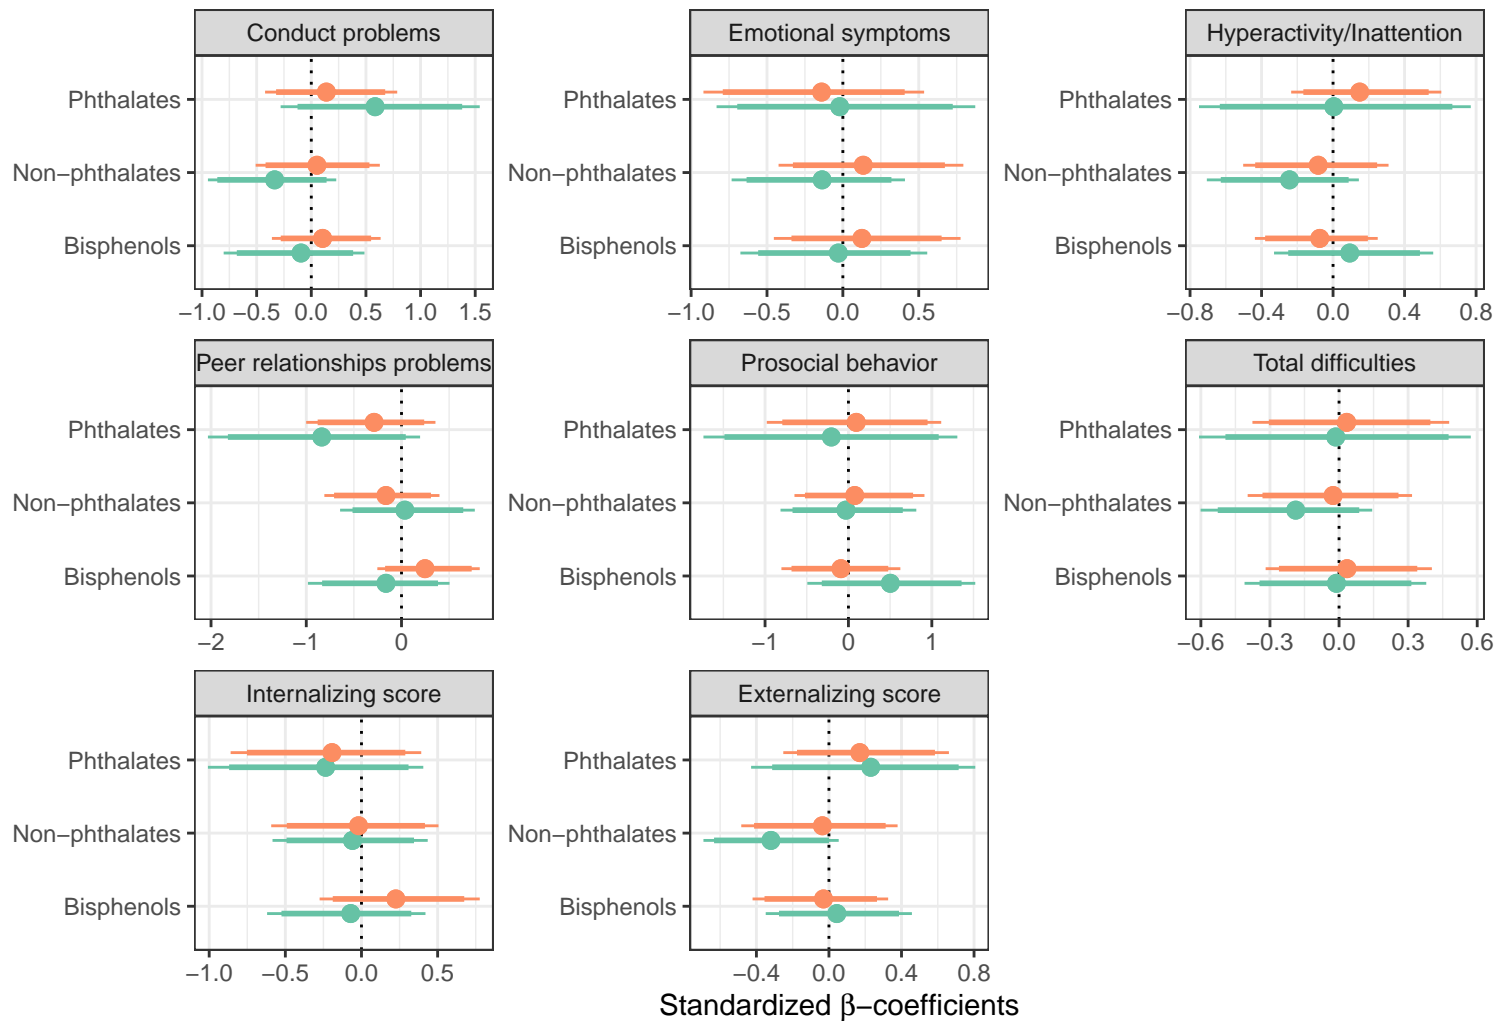 Conduct problems
Phthalates
Non−phthalates
Bisphenols
−1.0 −0.5 0.0 0.5 1.0 1.5
Emotional symptoms
Phthalates
Non−phthalates
Bisphenols
−1.0 −0.5 0.0 0.5
Hyperactivity/Inattention
Phthalates
Non−phthalates
Bisphenols
−0.8 −0.4 0.0 0.4 0.8
Peer relationships problems
Phthalates
Non−phthalates
Bisphenols
−2 −1 0
Prosocial behavior
Phthalates
Non−phthalates
Bisphenols
−1 0 1
Total difficulties
Phthalates
Non−phthalates
Bisphenols
−0.6 −0.3 0.0 0.3 0.6
Internalizing score
Phthalates
Non−phthalates
Bisphenols
−1.0 −0.5 0.0 0.5
Externalizing score
Phthalates
Non−phthalates
Bisphenols
−0.4 0.0 0.4 0.8
Standardized β−coefficients